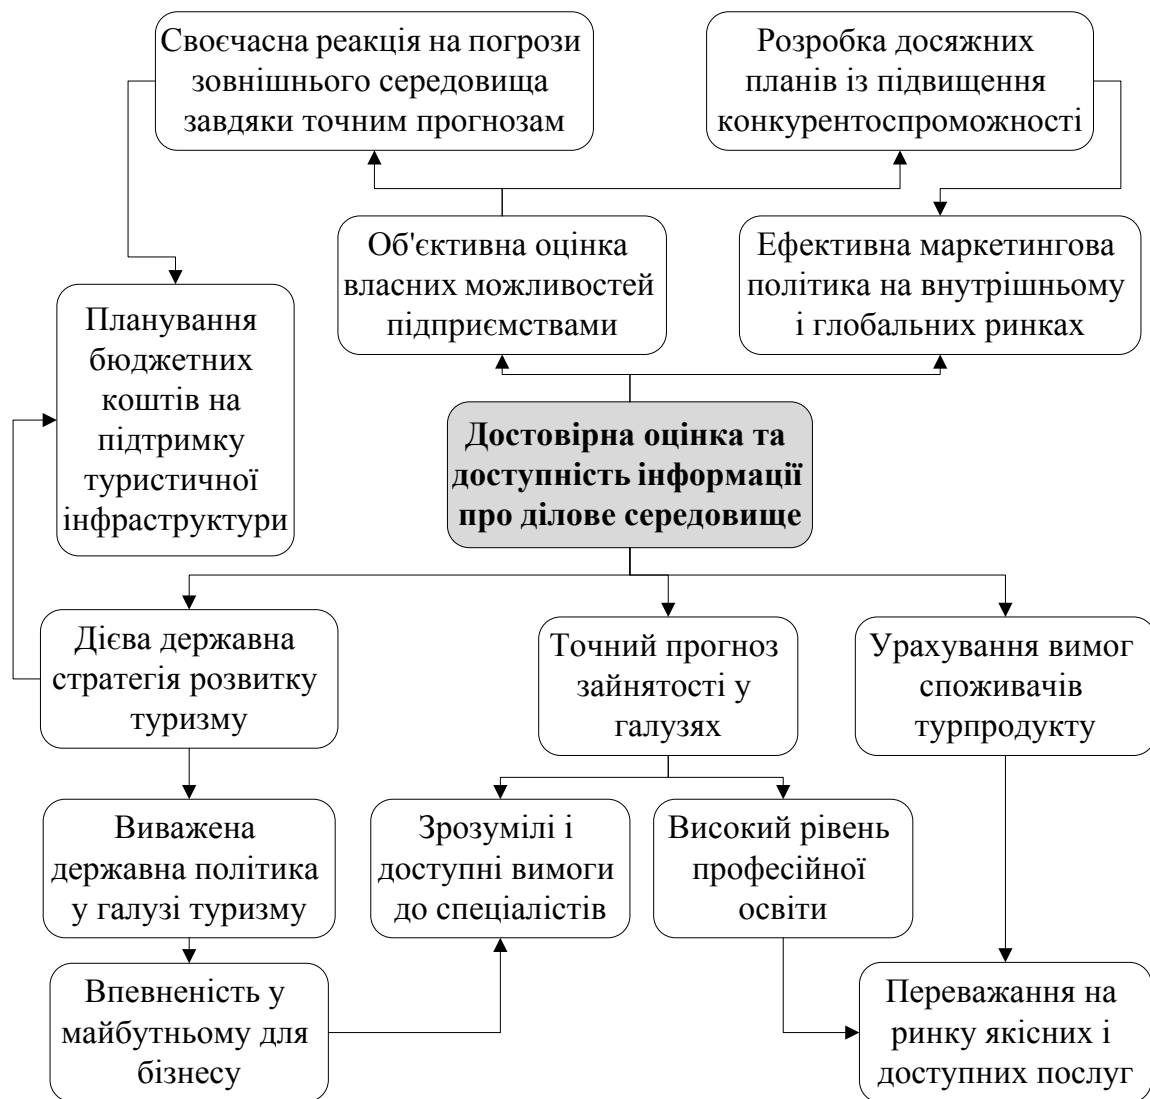 Своєчасна реакція на погрози
зовнішнього середовища
завдяки точним прогнозам
Розробка досяжних
планів із підвищення
конкурентоспроможності
Об'єктивна оцінка
власних можливостей
підприємствами
Ефективна маркетингова
політика на внутрішньому
і глобальних ринках
Планування
бюджетних
коштів на
підтримку
туристичної
інфраструктури
Достовірна оцінка та
доступність інформації
про ділове середовище
Дієва державна
стратегія розвитку
туризму
Точний прогноз
зайнятості у
галузях
Урахування вимог
споживачів
турпродукту
Виважена
державна політика
у галузі туризму
Зрозумілі і
доступні вимоги
до спеціалістів
Високий рівень
професійної
освіти
Впевненість у
майбутньому для
бізнесу
Переважання на
ринку якісних і
доступних послуг